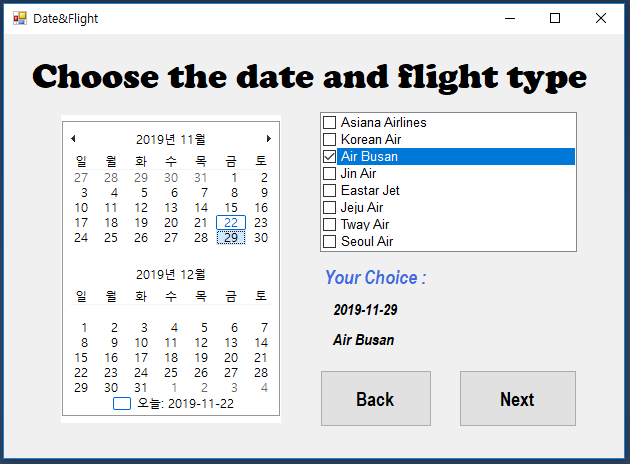 Date&Flight
Choose the date and flight type
2019년 11월
일 월 화 수 목 금 토
27 28 29 30 31 1 2
3 4 5 6 7 8 9
10 11 12 13 14 15 16
17 18 19 20 21 22 23
24 25 26 27 28 29 30
2019년 12월
일 월 화 수 목 금 토
1 2 3 4 5 6 7
8 9 10 11 12 13 14
15 16 17 18 19 20 21
22 23 24 25 26 27 28
29 30 31 1 2 3 4
오늘: 2019-11-22
Asiana Airlines
Korean Air
Air Busan
Jin Air
Eastar Jet
Jeju Air
Tway Air
Seoul Air
Your Choice :
2019-11-29
Air Busan
Back
Next